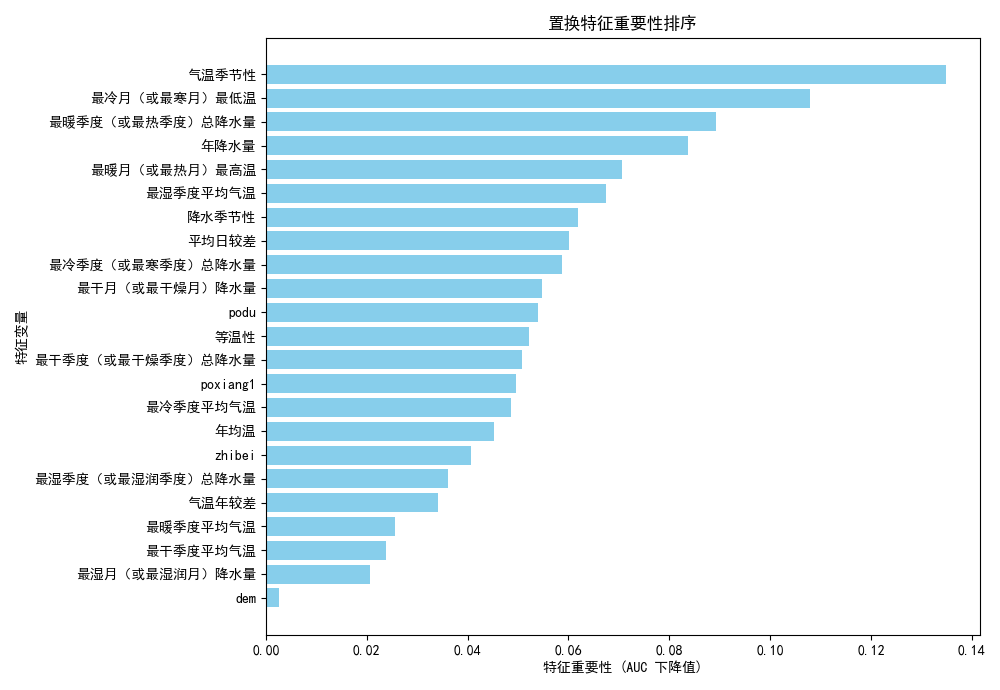 置换特征重要性排序
特征变量
气温季节性
最冷月（或最寒月）最低温
最暖季度（或最热季度）总降水量
年降水量
最暖月（或最热月）最高温
最湿季度平均气温
降水季节性
平均日较差
最冷季度（或最寒季度）总降水量
最干月（或最干燥月）降水量
podu
等温性
最干季度（或最干燥季度）总降水量
poxiang1
最冷季度平均气温
年均温
zhibei
最湿季度（或最湿润季度）总降水量
气温年较差
最暖季度平均气温
最干季度平均气温
最湿月（或最湿润月）降水量
dem
0.00 0.02 0.04 0.06 0.08 0.10 0.12 0.14
特征重要性 (AUC 下降值)